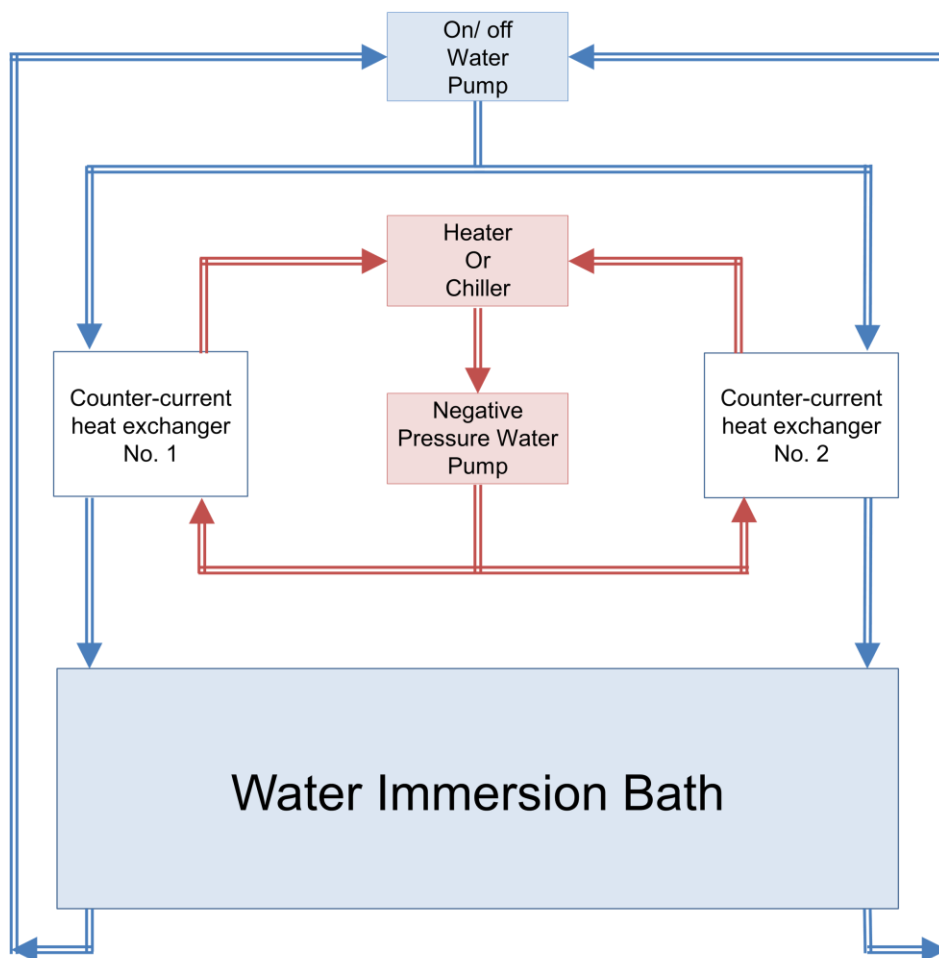 On/ off
Water
Pump
Heater
Or
Chiller
Counter-current
heat exchanger
No. 1
Negative
Pressure Water
Pump
Counter-current
heat exchanger
No. 2
Water Immersion Bath